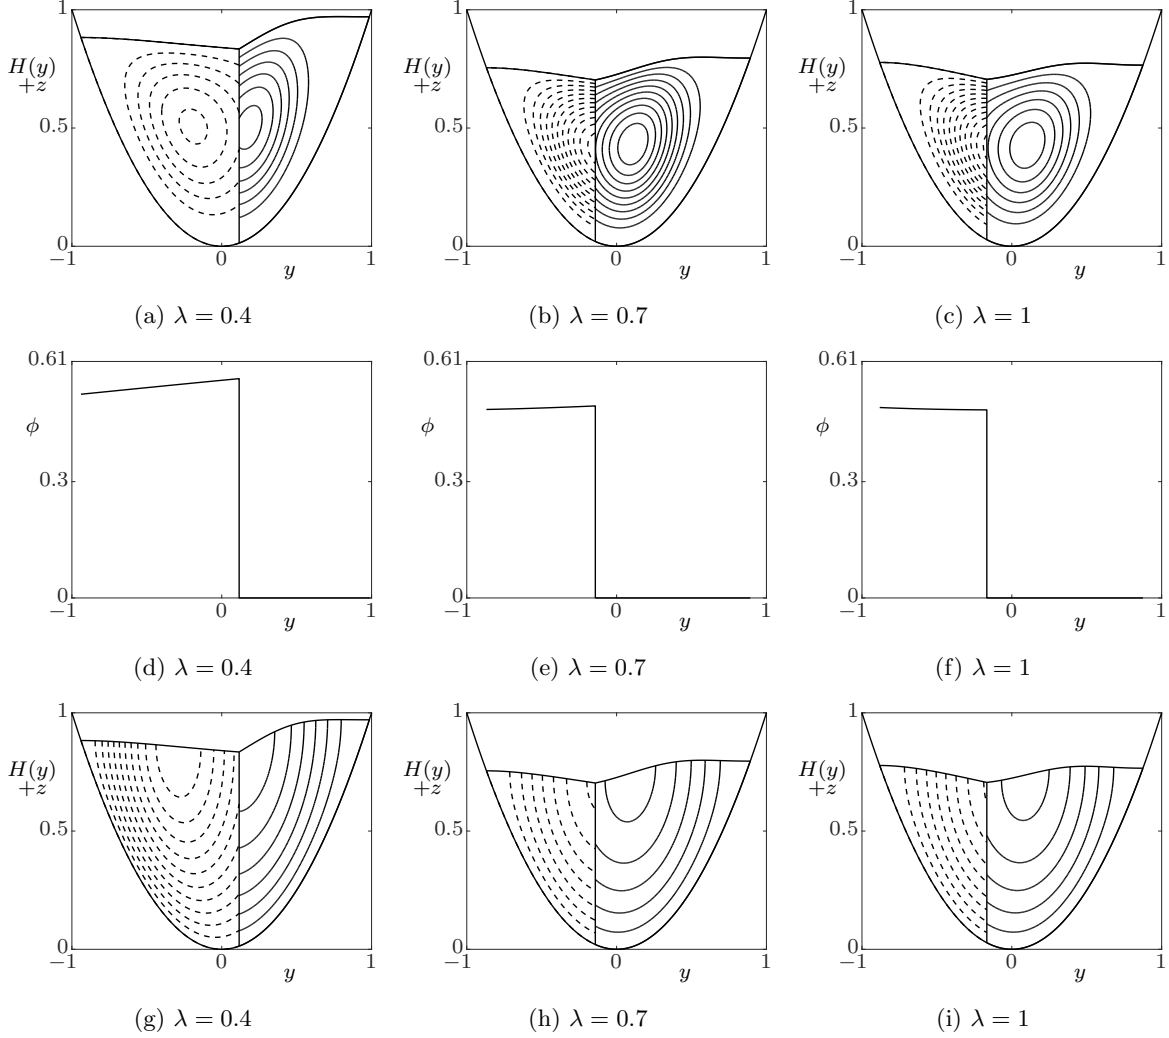 1 1 1
H(y) H(y) H(y)
+z +z +z
0.5 0.5 0.5
0 0 0
−1 0 1 −1 0 1 −1 0 1
y y y
(a) λ = 0.4 (b) λ = 0.7 (c) λ = 1
0.61 0.61 0.61
ϕ ϕ ϕ
0.3 0.3 0.3
0 0 0
−1 0 1 −1 0 1 −1 0 1
y y y
(d) λ = 0.4 (e) λ = 0.7 (f) λ = 1
1 1 1
H(y) H(y) H(y)
+z +z +z
0.5 0.5 0.5
0 0 0
−1 0 1 −1 0 1 −1 0 1
y y y
(g) λ = 0.4 (h) λ = 0.7 (i) λ = 1